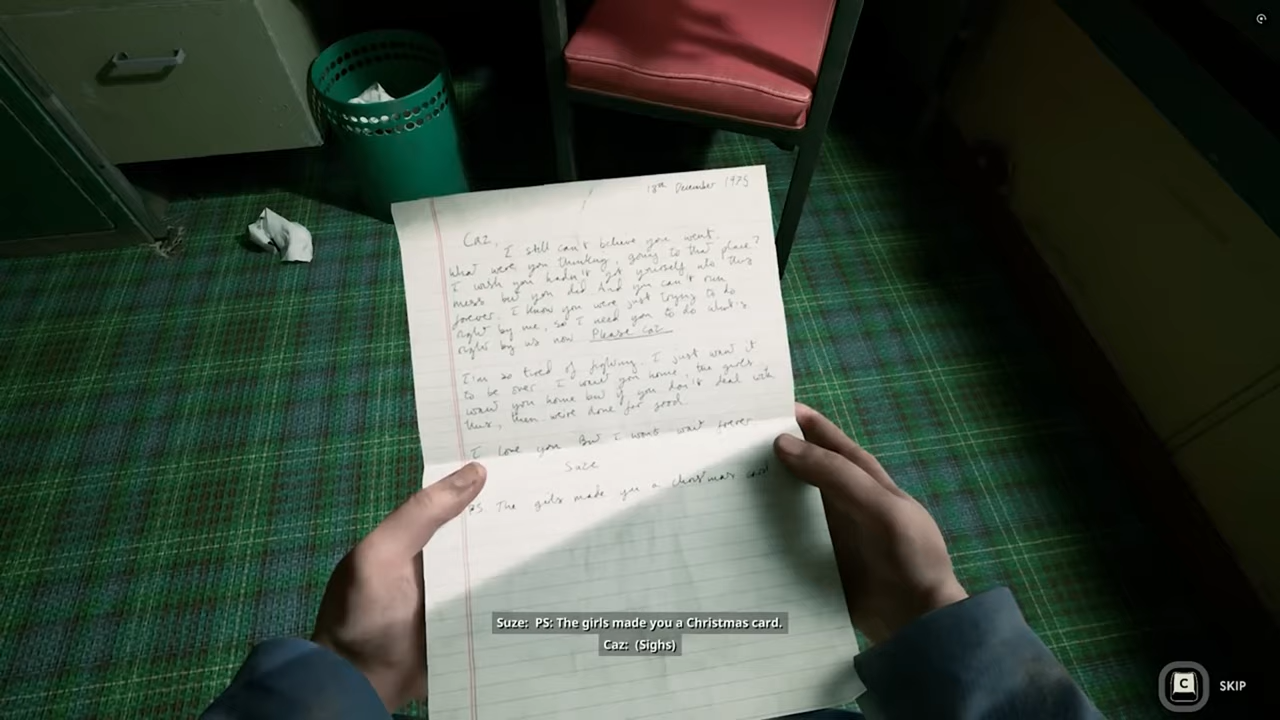 18th December 1975
Caz,
I still can't believe you went.
What were you thinking, going to that place?
I wish you hadn't got yourself into this
mess but you did. And you can't run
forever. I know you were just trying to do
right by me, so I need you to do what's
right by us now Please Caz
I'm so tired of fighting. I just want it
to be over. I want you home, the girls
want you home but if you don't deal with
this, then we're done for good.
I love you But I won't wait forever
Suze
PS. The girls made you a Christmas card
Suze: PS: The girls made you a Christmas card.
Caz: (Sighs)
C SKIP